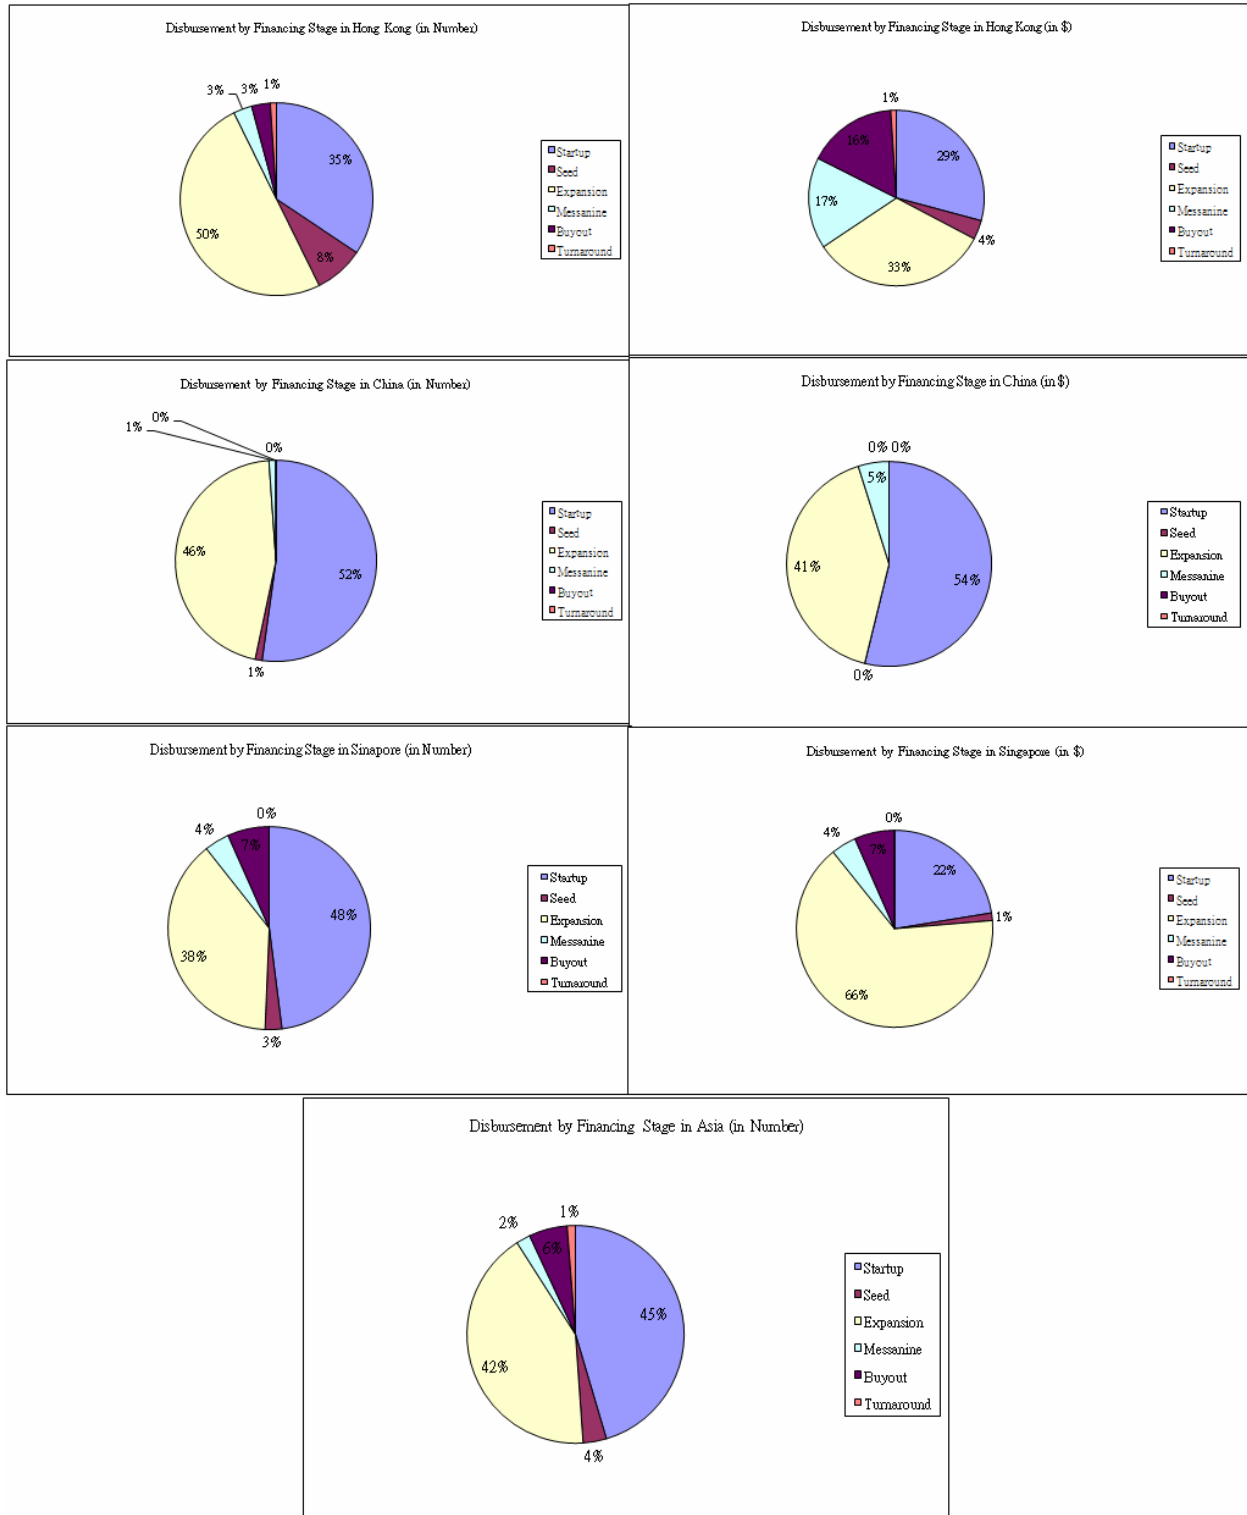 Disbursement by Financing Stage in Hong Kong (in Number)
3%
3%
1%
35%
50%
8%
Startup
Seed
Expansion
Messanine
Buyout
Turnaround
Disbursement by Financing Stage in Hong Kong (in $)
1%
16%
29%
17%
4%
33%
Startup
Seed
Expansion
Messanine
Buyout
Turnaround
Disbursement by Financing Stage in China (in Number)
0%
1%
0%
46%
52%
1%
Startup
Seed
Expansion
Messanine
Buyout
Turnaround
Disbursement by Financing Stage in China (in $)
0% 0%
5%
41%
54%
0%
Startup
Seed
Expansion
Messanine
Buyout
Turnaround
Disbursement by Financing Stage in Sinapore (in Number)
0%
4%
7%
48%
38%
3%
Startup
Seed
Expansion
Messanine
Buyout
Turnaround
Disbursement by Financing Stage in Singapore (in $)
0%
4%
7%
22%
1%
66%
Startup
Seed
Expansion
Messanine
Buyout
Turnaround
Disbursement by Financing Stage in Asia (in Number)
1%
2%
6%
45%
42%
4%
Startup
Seed
Expansion
Messanine
Buyout
Turnaround